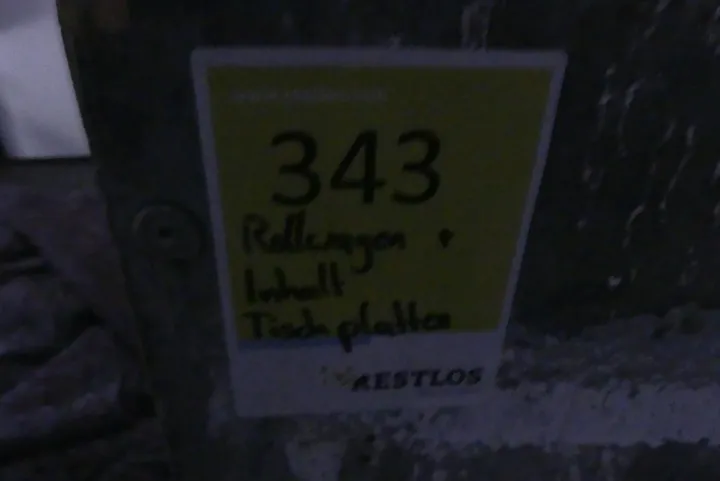 343
Rollwagen +
Inhalt
Tischplatten
RESTLOS